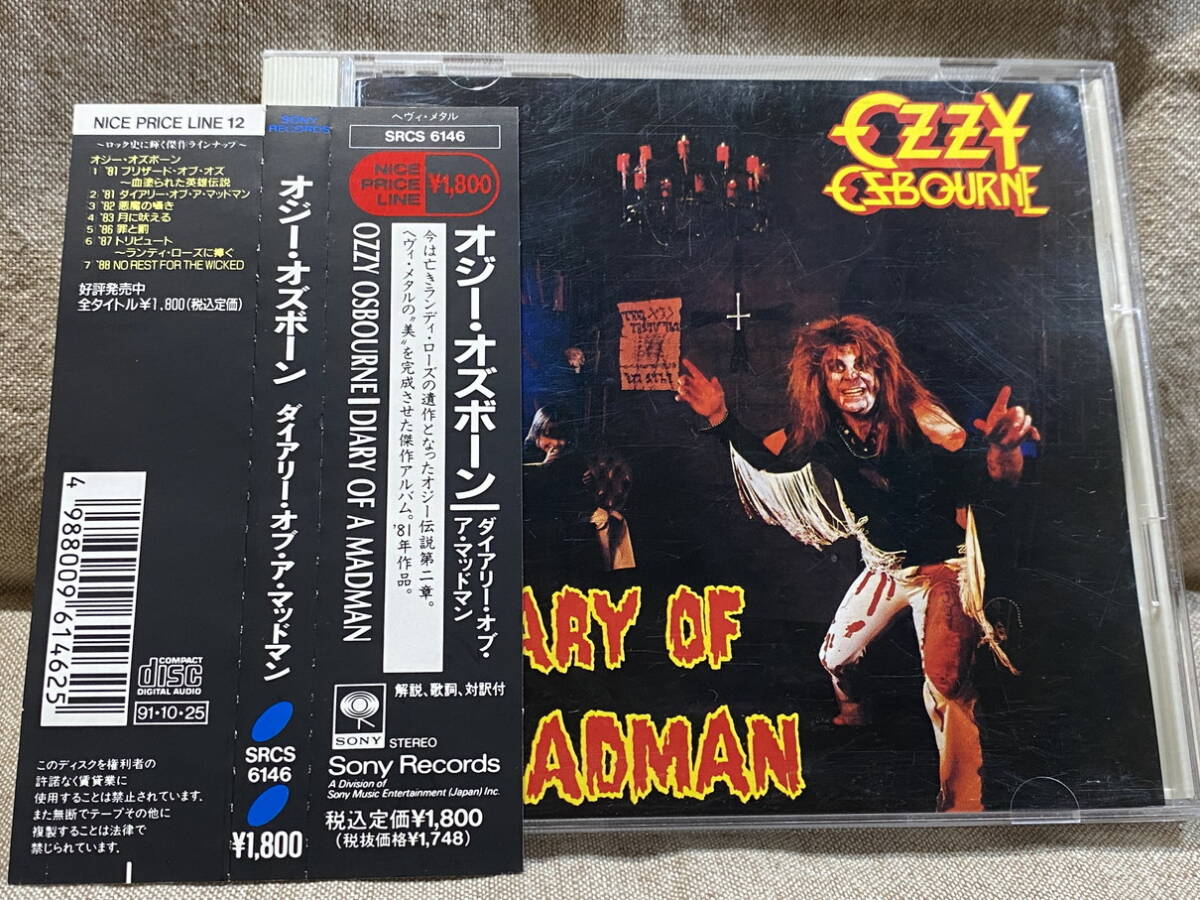 NICE PRICE LINE 12
〜ロック史に輝く傑作ラインナップ〜
オジー・オズボーン
1 '81 ブリザード・オブ・オズ
〜血塗られた英雄伝説
2 '81 ダイアリー・オブ・ア・マッドマン
3 '82 悪魔の囁き
4 '83 月に吠える
5 '86 罪と罰
6 '87 トリビュート
〜ランディ・ローズに捧ぐ
7 '88 NO REST FOR THE WICKED
好評発売中
全タイトル¥1,800(税込定価)
4 988009 614625
COMPACT
disc
DIGITAL AUDIO
91・10・25
このディスクを権利者の
許諾なく賃貸業に
使用することは禁止されています。
また無断でテープその他に
複製することは法律で
禁じられています。
SONY
RECORDS
オジー・オズボーン ダイアリー・オブ・ア・マッドマン
SRCS
6146
¥1,800
ヘヴィ・メタル
SRCS 6146
NICE
PRICE
LINE
¥1,800
オジー・オズボーン
ダイアリー・オブ・
ア・マッドマン
今は亡きランディ・ローズの遺作となったオジー伝説第二章。
ヘヴィ・メタルの〝美〟を完成させた傑作アルバム。'81年作品。
OZZY OSBOURNE DIARY OF A MADMAN
解説、歌詞、対訳付
SONY
STEREO
Sony Records
A Division of
Sony Music Entertainment (Japan) Inc.
税込定価¥1,800
(税抜価格¥1,748)
OZZY
OSBOURNE
ARY OF
ADMAN